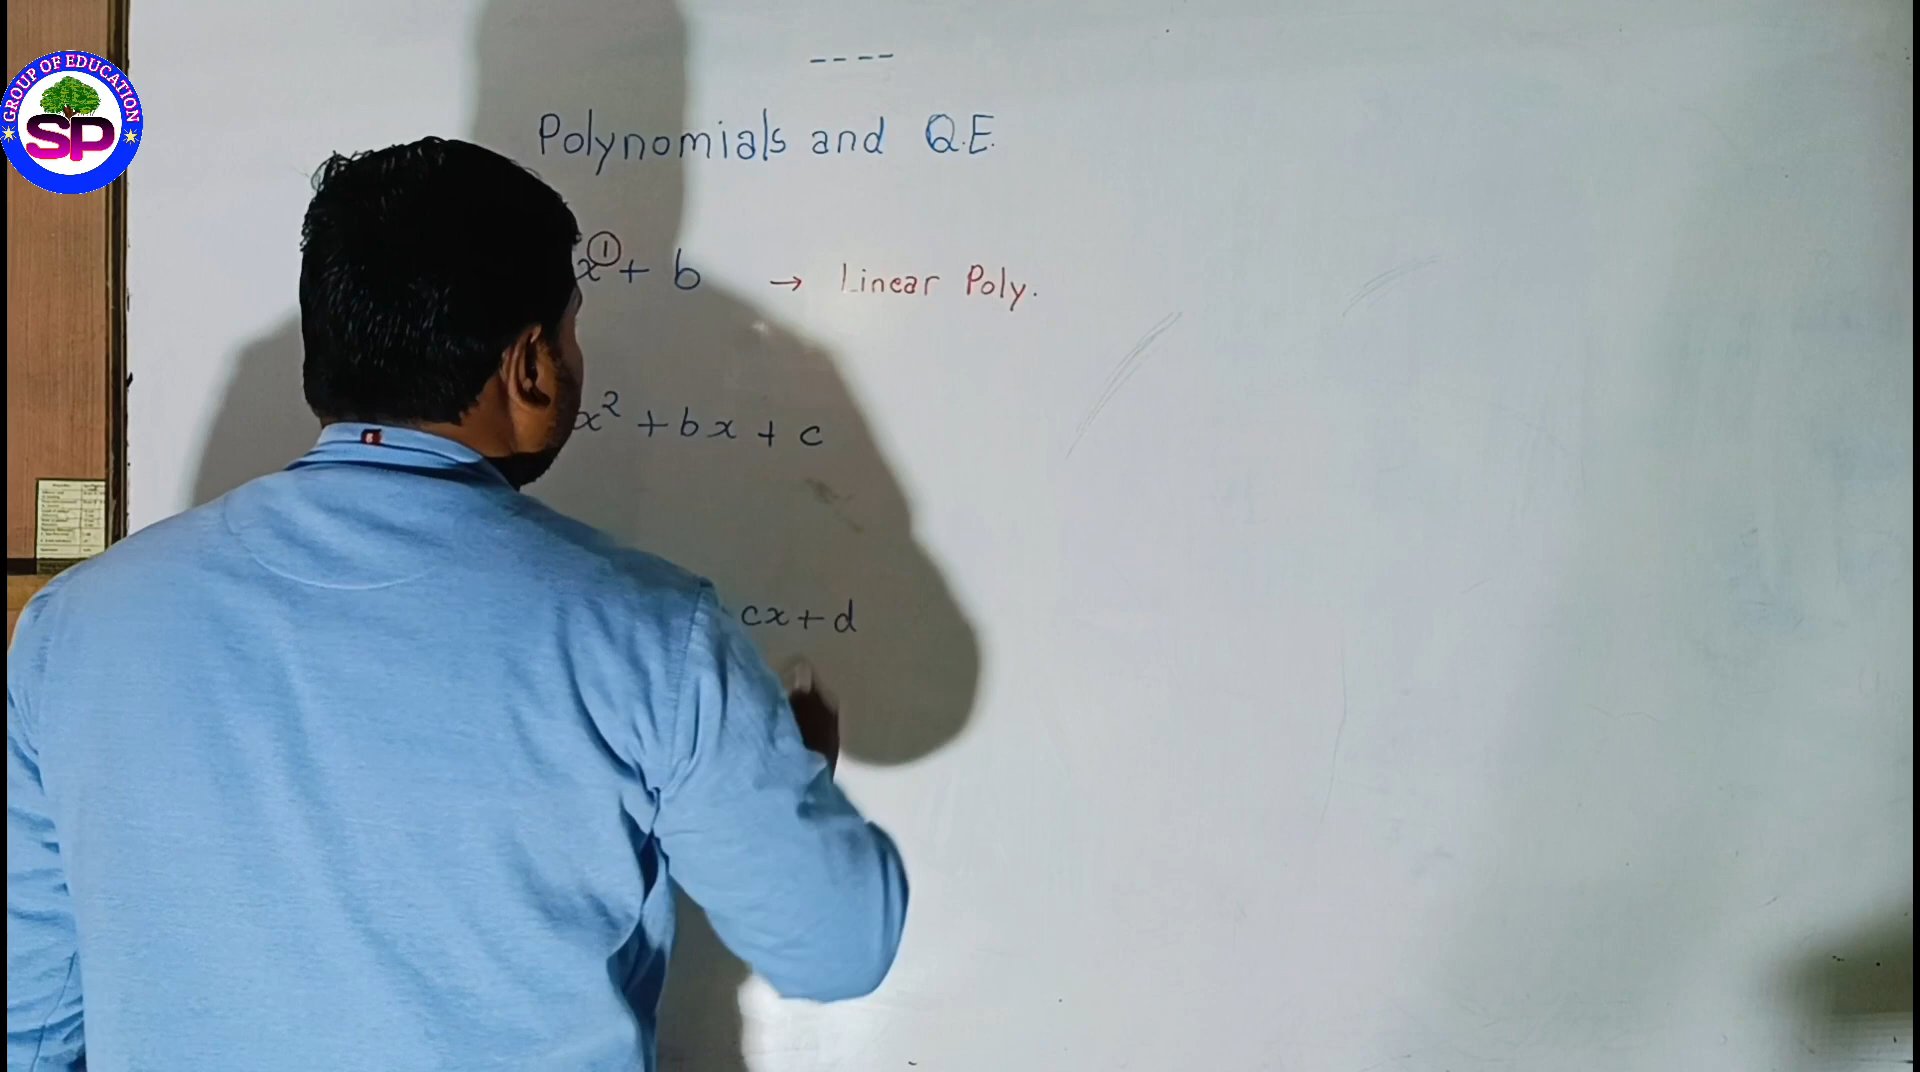 GROUP OF EDUCATION
SP
----
Polynomials and Q.E.
x¹ + b → Linear Poly.
x² + bx + c
cx + d